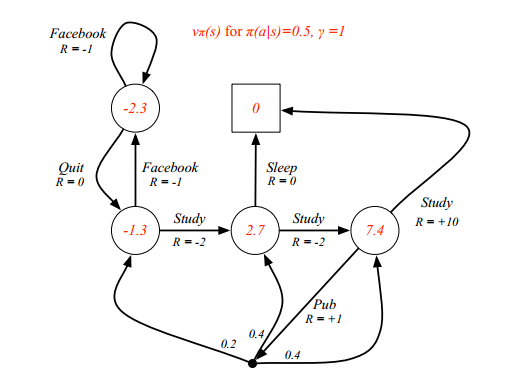 vπ(s) for π(a|s)=0.5, γ =1
Facebook
R = -1
-2.3
0
Quit
R = 0
Facebook
R = -1
Sleep
R = 0
Study
R = +10
-1.3
Study
R = -2
2.7
Study
R = -2
7.4
Pub
R = +1
0.2
0.4
0.4